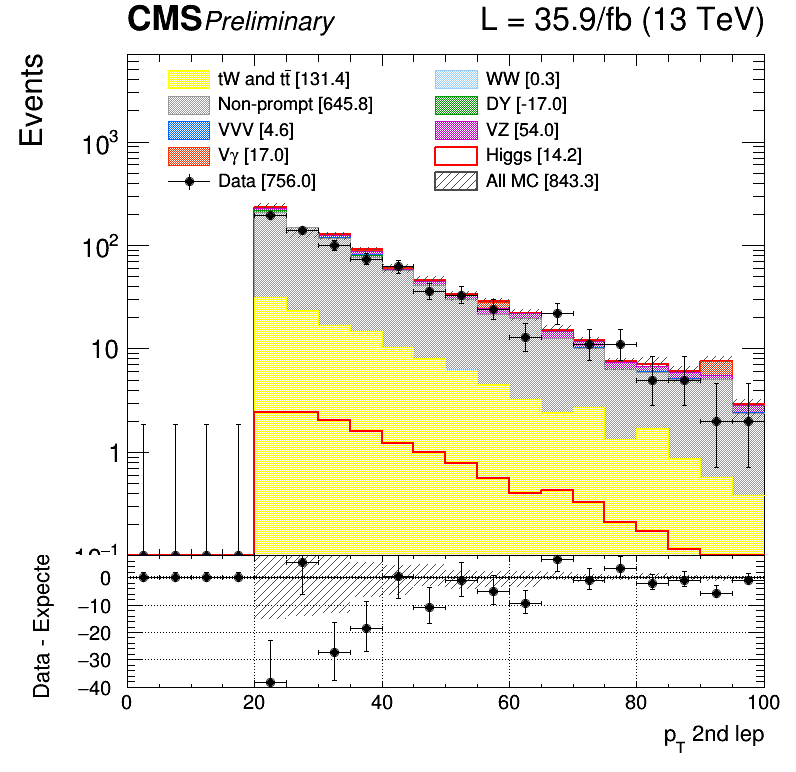 CMS Preliminary L = 35.9/fb (13 TeV)
Events
tW and tt̄ [131.4] WW [0.3]
Non-prompt [645.8] DY [-17.0]
VVV [4.6] VZ [54.0]
Vγ [17.0] Higgs [14.2]
Data [756.0] All MC [843.3]
10³
10²
10
1
10⁻¹
Data - Expecte
0
−10
−20
−30
−40
0 20 40 60 80 100
p_T 2nd lep